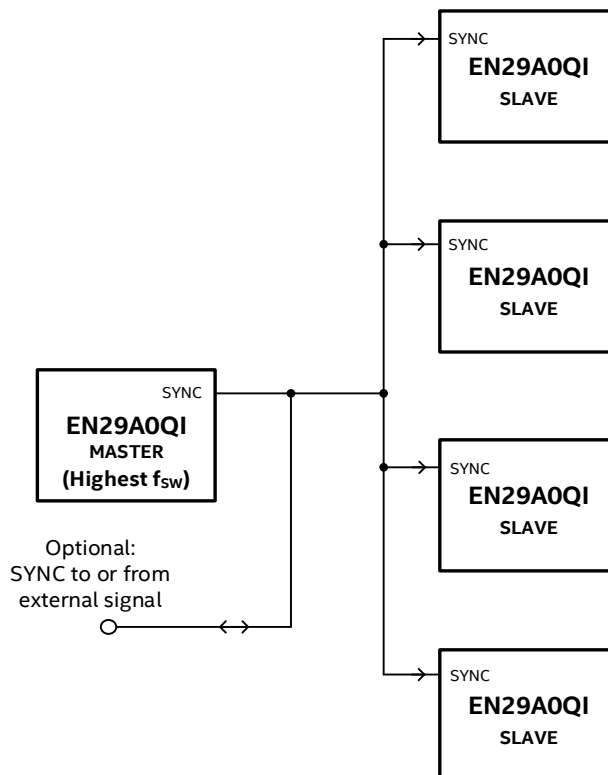 SYNC
EN29A0QI
SLAVE
SYNC
EN29A0QI
SLAVE
SYNC
EN29A0QI
MASTER
(Highest fSW)
SYNC
EN29A0QI
SLAVE
Optional:
SYNC to or from
external signal
SYNC
EN29A0QI
SLAVE